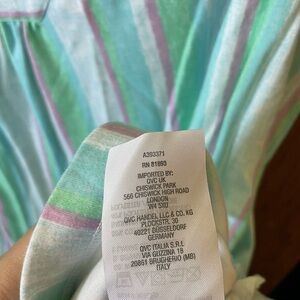 A393371
RN 81893
IMPORTED BY:
QVC UK
CHISWICK PARK
566 CHISWICK HIGH ROAD
LONDON
W4 5XU
QVC HANDEL LLC & CO. KG
PLOCKSTR. 30
40221 DÜSSELDORF
GERMANY
QVC ITALIA S.R.L
VIA GUZZINA 18
20861 BRUGHERIO (MB)
ITALY